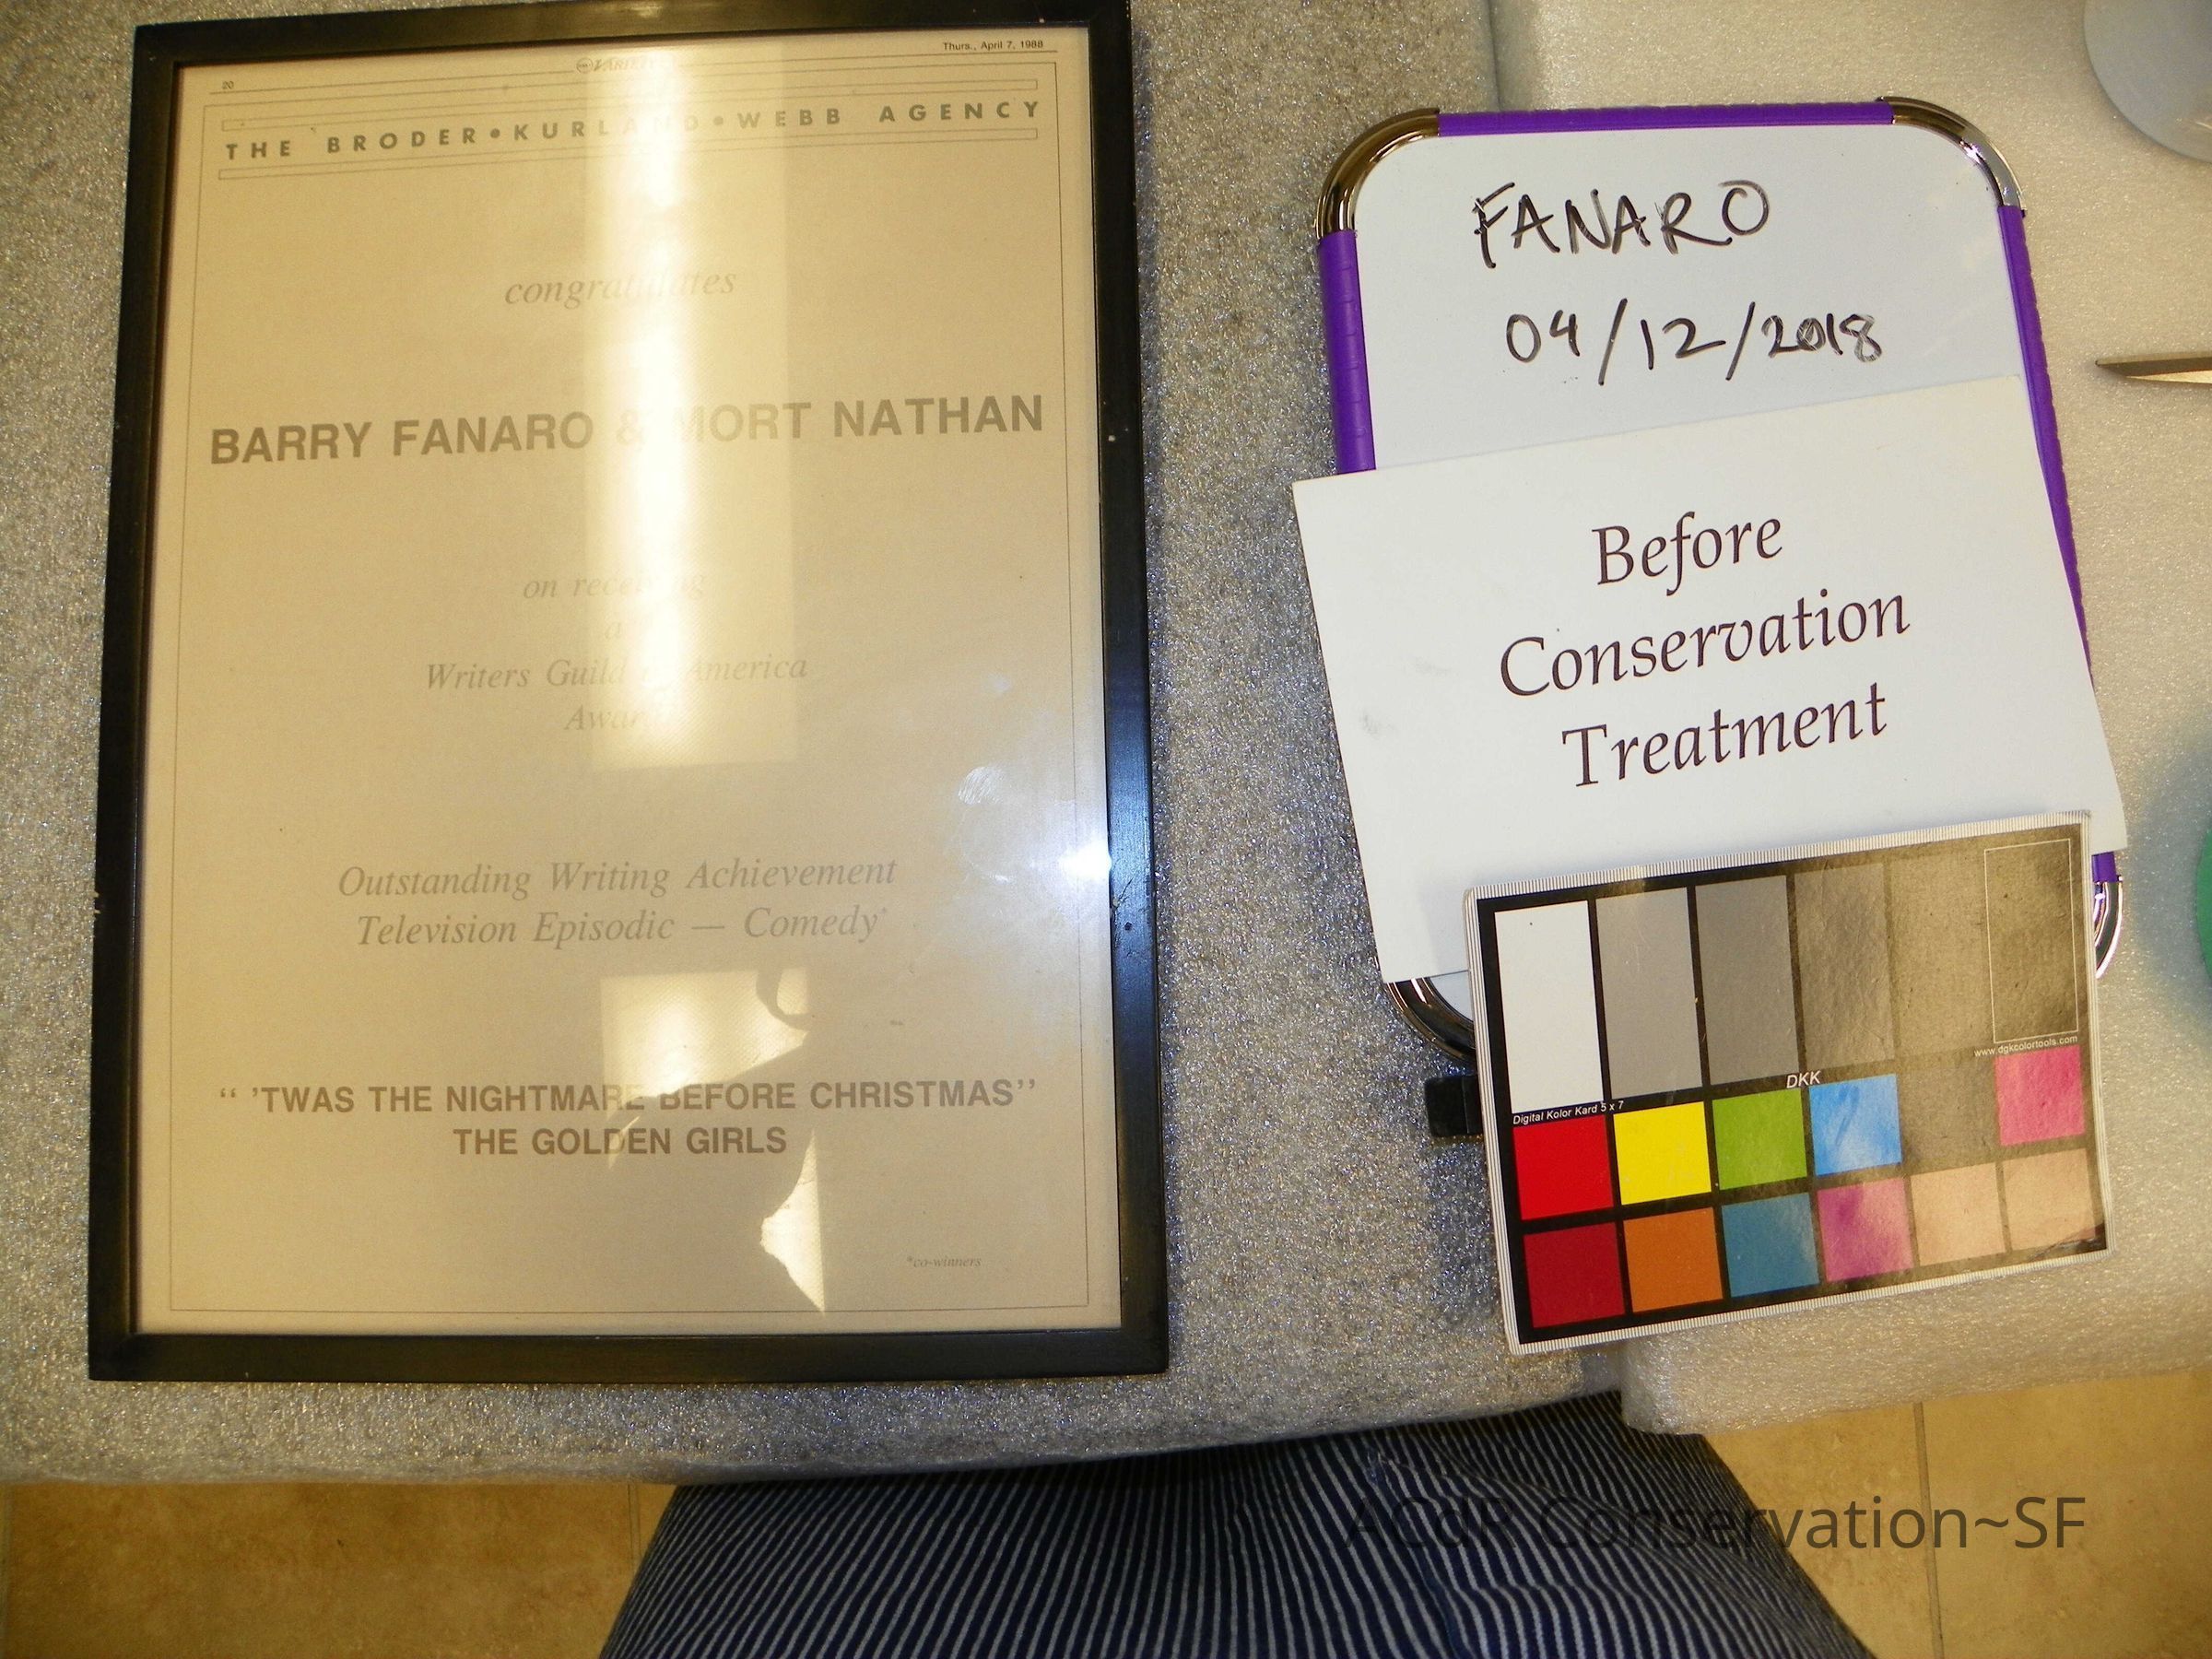 Thurs., April 7, 1988
20
VARIETY
THE BRODER•KURLAND•WEBB AGENCY
congratulates
BARRY FANARO & MORT NATHAN
on receiving
a
Writers Guild of America
Award
Outstanding Writing Achievement
Television Episodic — Comedy*
“ ’TWAS THE NIGHTMARE BEFORE CHRISTMAS”
THE GOLDEN GIRLS
*co-winners
FANARO
04/12/2018
Before
Conservation
Treatment
www.dgkcolortools.com
DKK
Digital Kolor Kard 5 x 7
ACdR Conservation~SF